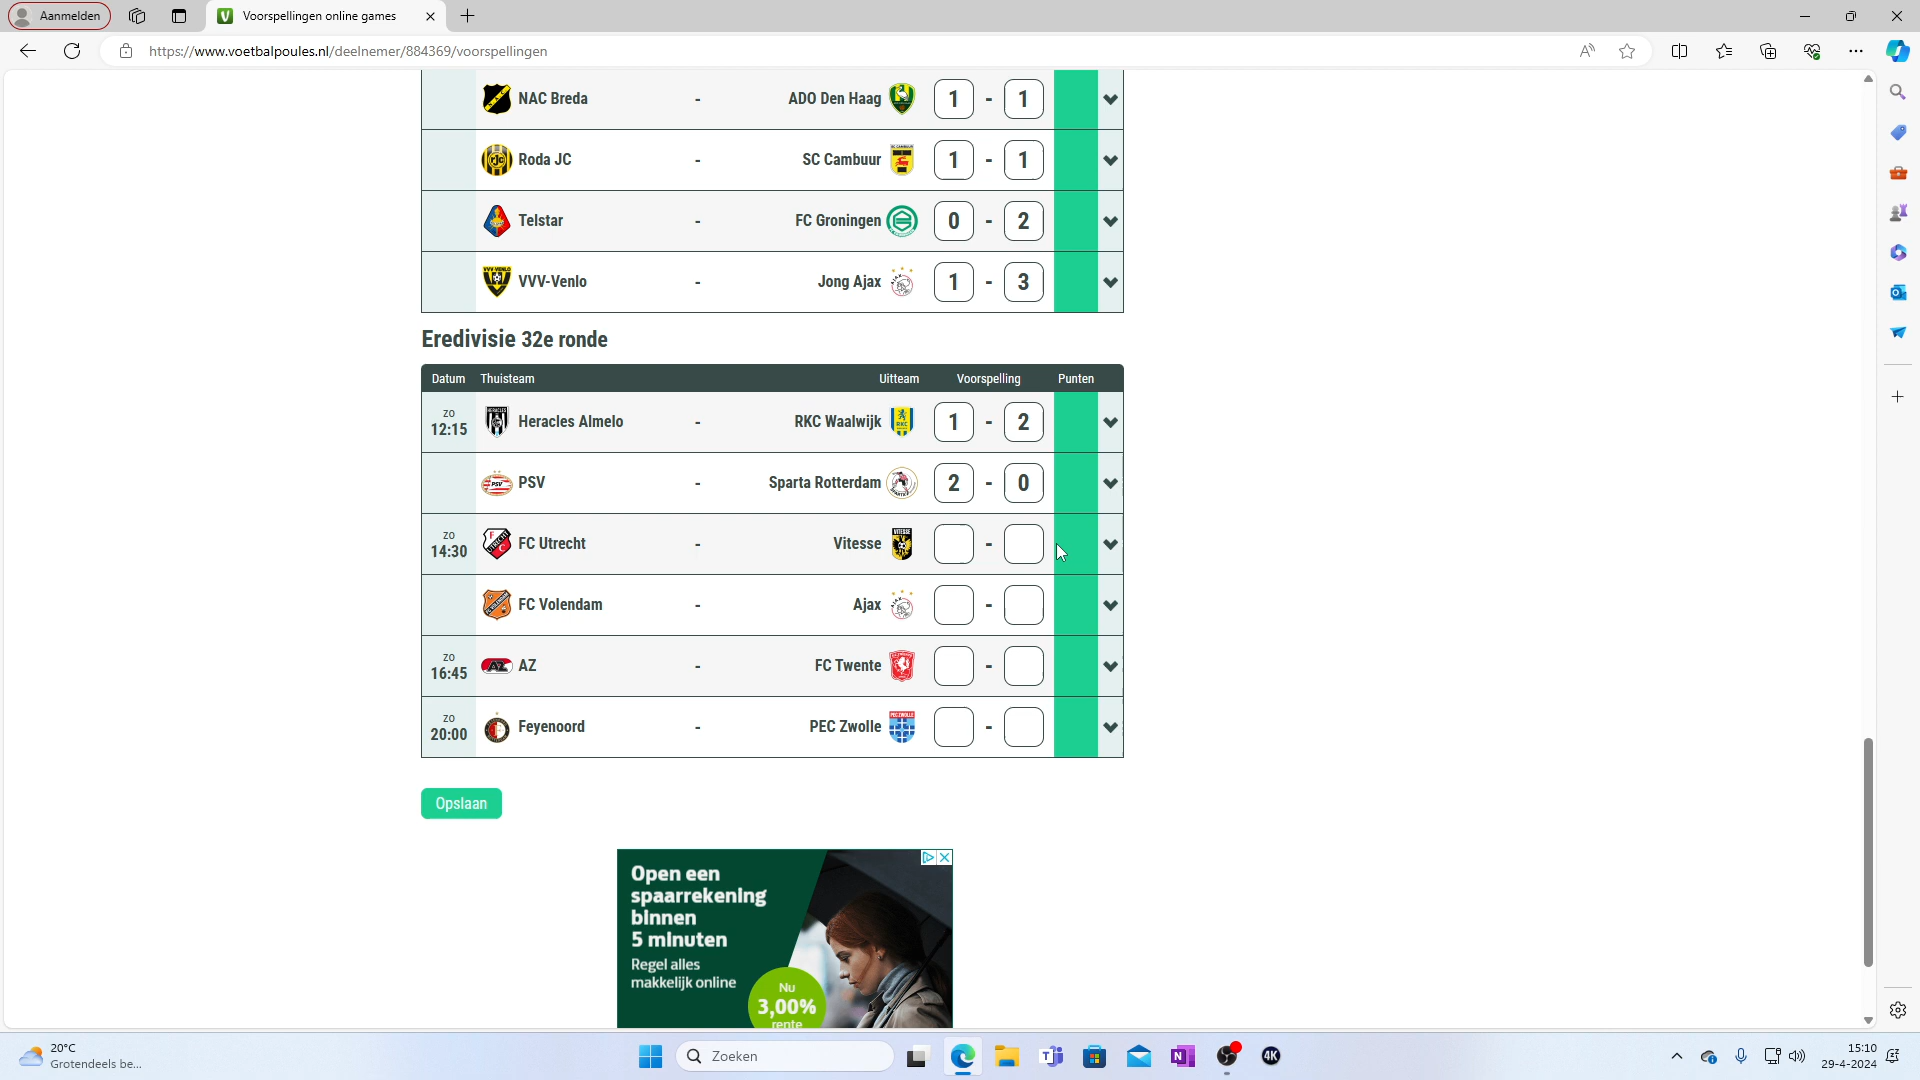 Aanmelden
Voorspellingen online games
https://www.voetbalpoules.nl/deelnemer/884369/voorspellingen
NAC Breda - ADO Den Haag 1 - 1
Roda JC - SC Cambuur 1 - 1
Telstar - FC Groningen 0 - 2
VVV-Venlo - Jong Ajax 1 - 3
Eredivisie 32e ronde
Datum Thuisteam Uitteam Voorspelling Punten
zo
12:15 Heracles Almelo - RKC Waalwijk 1 - 2
PSV - Sparta Rotterdam 2 - 0
zo
14:30 FC Utrecht - Vitesse -
FC Volendam - Ajax -
zo
16:45 AZ - FC Twente -
zo
20:00 Feyenoord - PEC Zwolle -
Opslaan
Open een
spaarrekening
binnen
5 minuten
Regel alles
makkelijk online
Nu
3,00%
rente
20°C
Grotendeels be...
Zoeken
15:10
29-4-2024